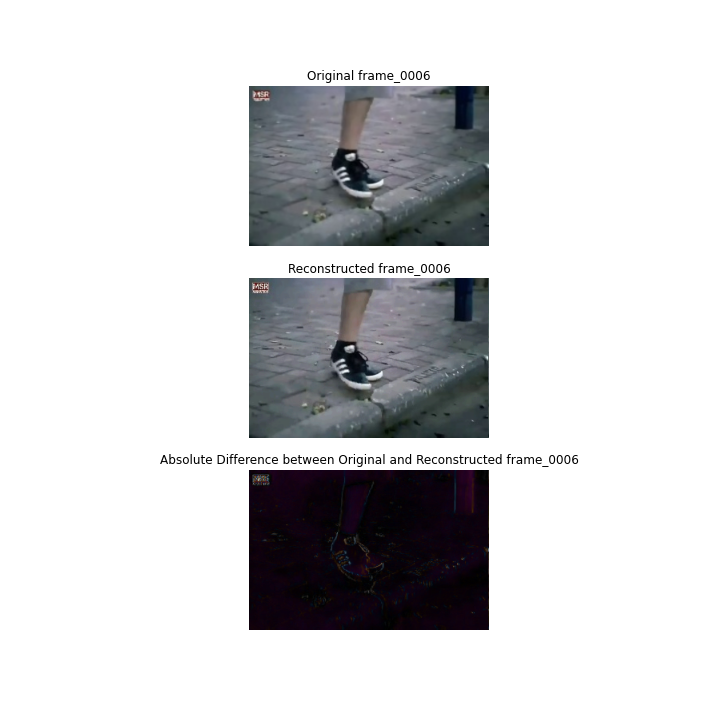 Original frame_0006
MSR
Reconstructed frame_0006
MSR
Absolute Difference between Original and Reconstructed frame_0006